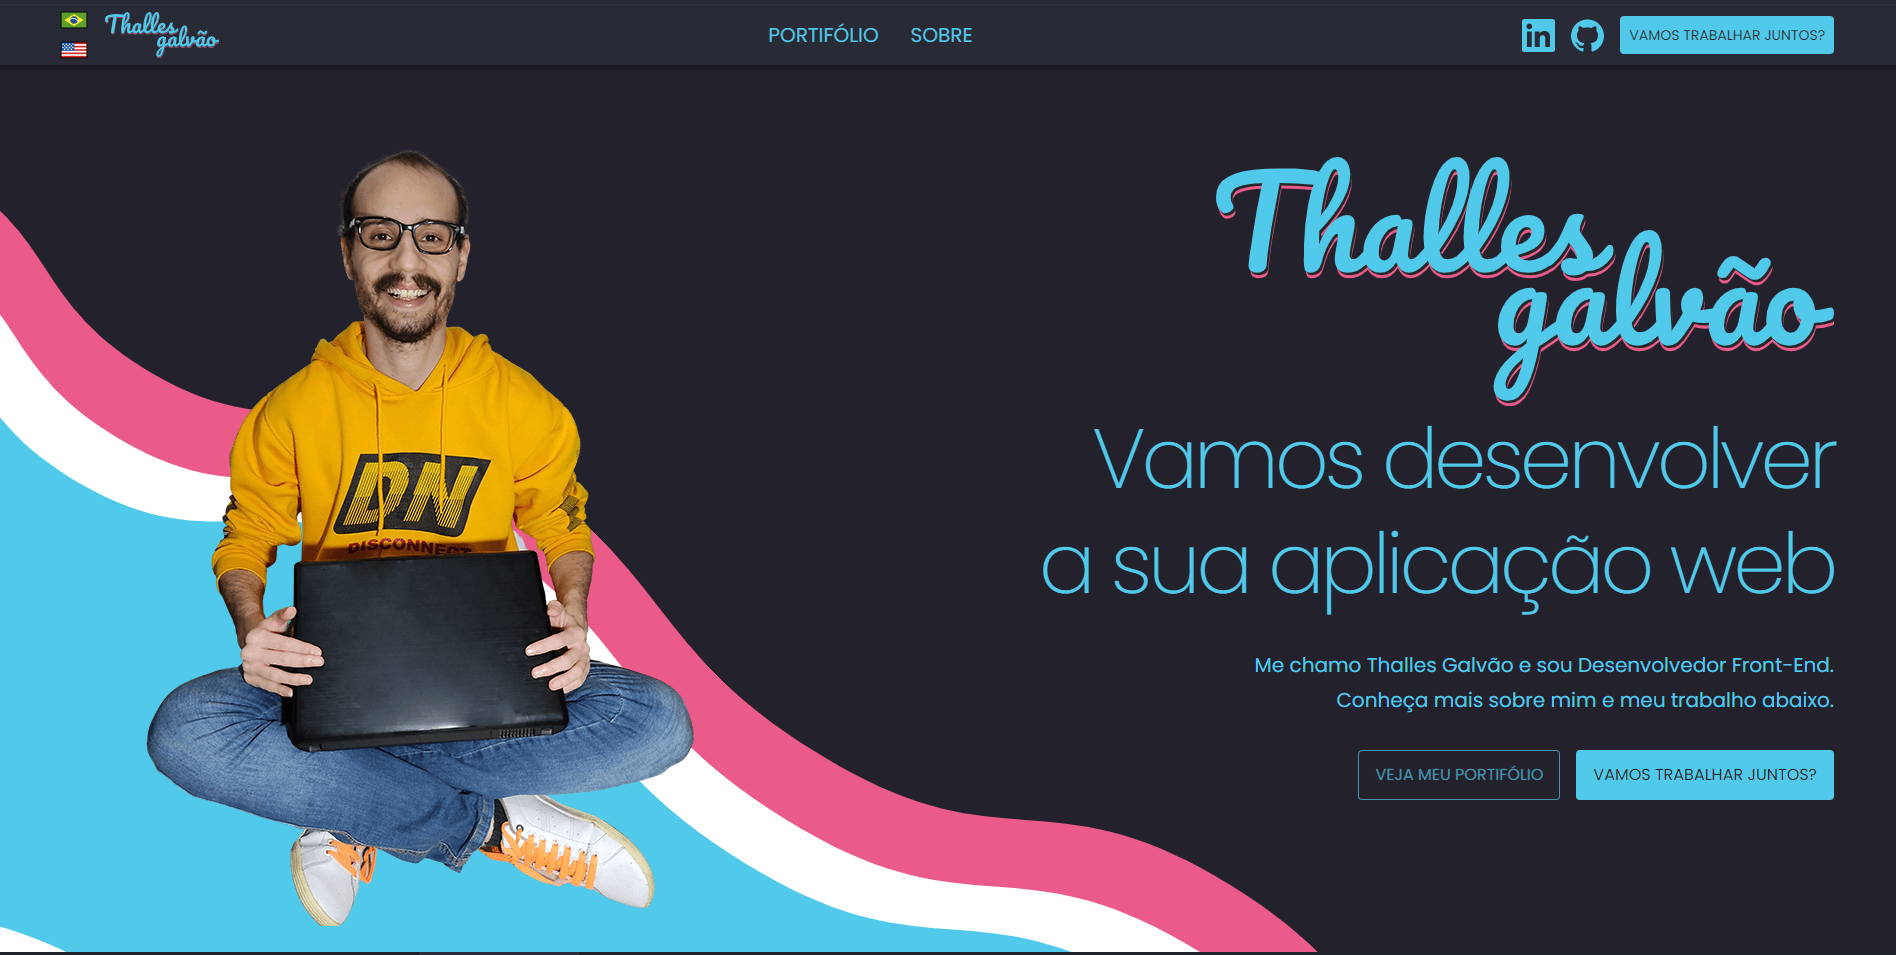 Thalles
galvão
PORTIFÓLIO
SOBRE
in
VAMOS TRABALHAR JUNTOS?
Thalles
galvão
Vamos desenvolver
a sua aplicação web
Me chamo Thalles Galvão e sou Desenvolvedor Front-End.
Conheça mais sobre mim e meu trabalho abaixo.
VEJA MEU PORTIFÓLIO
VAMOS TRABALHAR JUNTOS?
DN
DISCONNECT